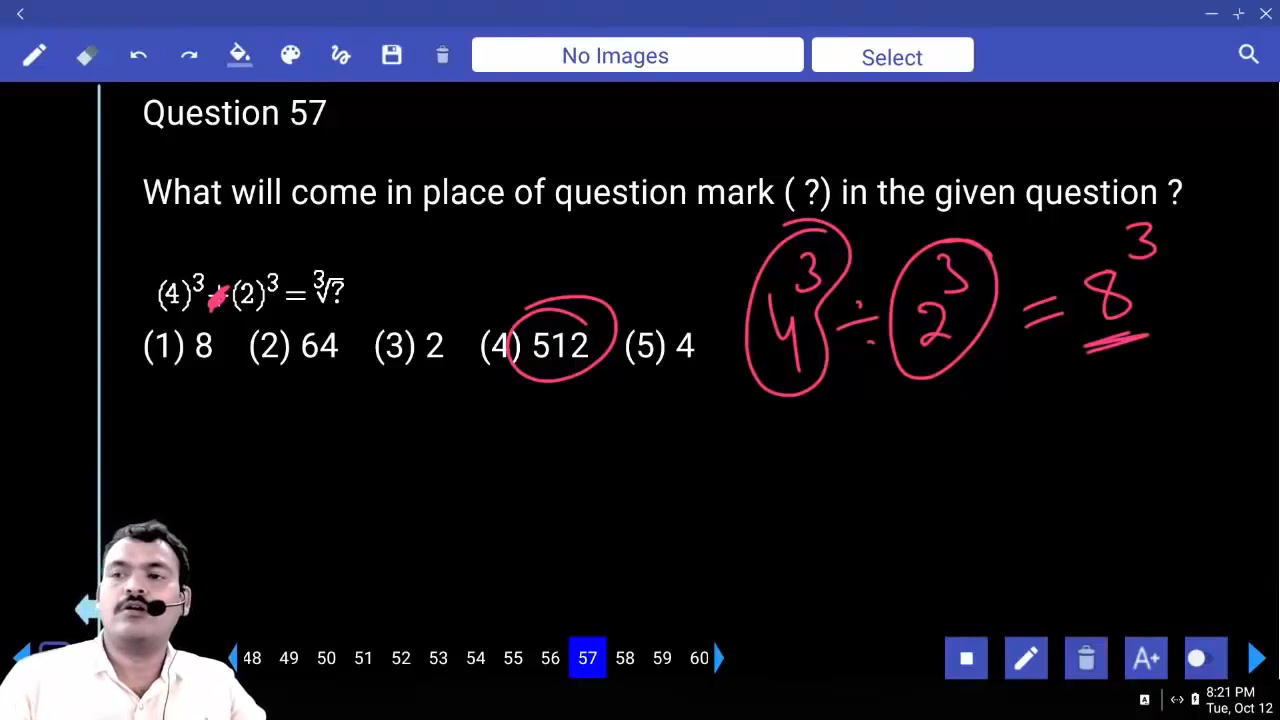 No Images
Select
Question 57
What will come in place of question mark ( ?) in the given question ?
(4)³÷(2)³ = ∛?
(1) 8 (2) 64 (3) 2 (4) 512 (5) 4
4³ ÷ 2³ = 8³
48 49 50 51 52 53 54 55 56 57 58 59 60
A+
A
8:21 PM
Tue, Oct 12